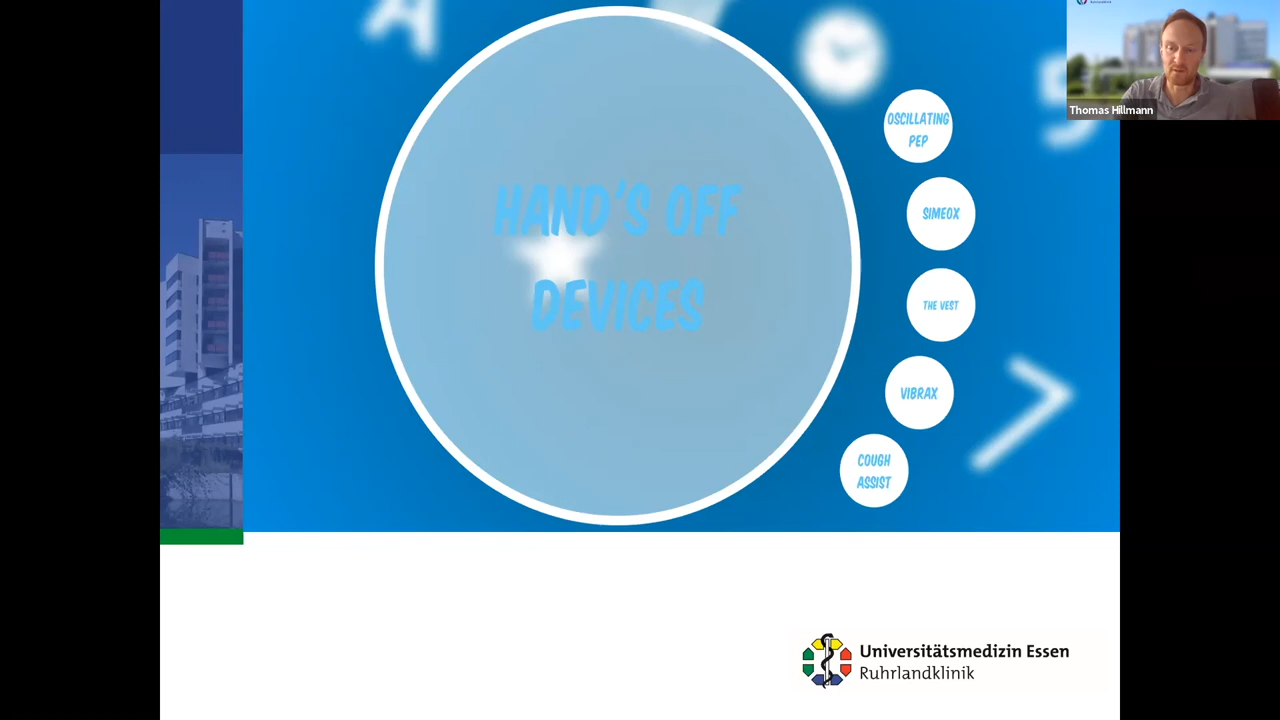 HAND'S OFF
DEVICES
OSCILLATING
PEP
SIMEOX
THE VEST
VIBRAX
COUGH
ASSIST
Thomas Hillmann
Universitätsmedizin Essen
Ruhrlandklinik